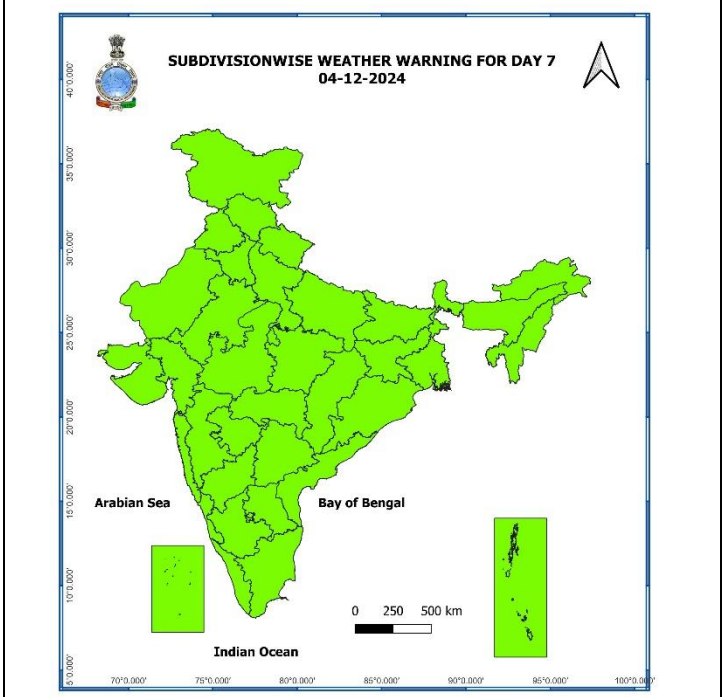 SUBDIVISIONWISE WEATHER WARNING FOR DAY 7
04-12-2024
40°0.000'
35°0.000'
30°0.000'
25°0.000'
20°0.000'
15°0.000'
10°0.000'
5°0.000'
Arabian Sea
Bay of Bengal
0 250 500 km
Indian Ocean
70°0.000' 75°0.000' 80°0.000' 85°0.000' 90°0.000' 95°0.000' 100°0.000'